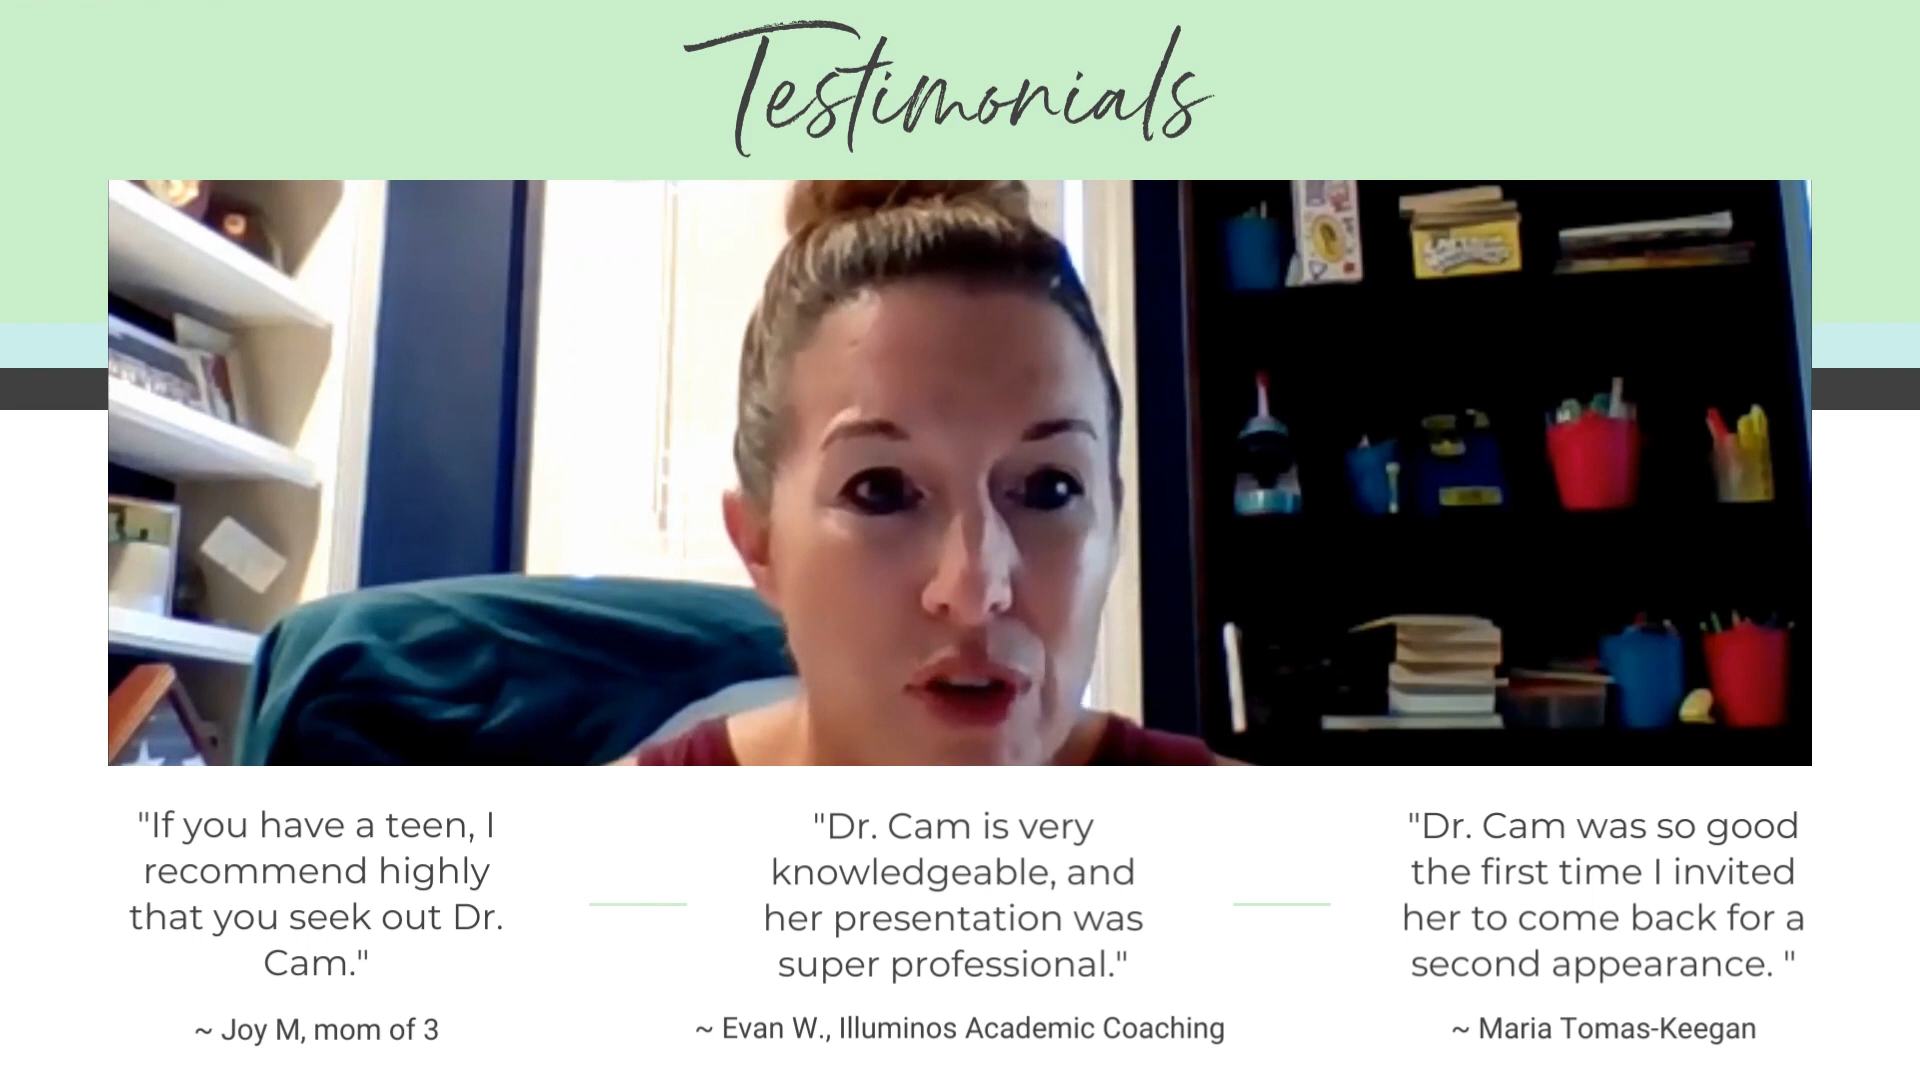 Testimonials
"If you have a teen, I
recommend highly
that you seek out Dr.
Cam."
~ Joy M, mom of 3
"Dr. Cam is very
knowledgeable, and
her presentation was
super professional."
~ Evan W., Illuminos Academic Coaching
"Dr. Cam was so good
the first time I invited
her to come back for a
second appearance. "
~ Maria Tomas-Keegan